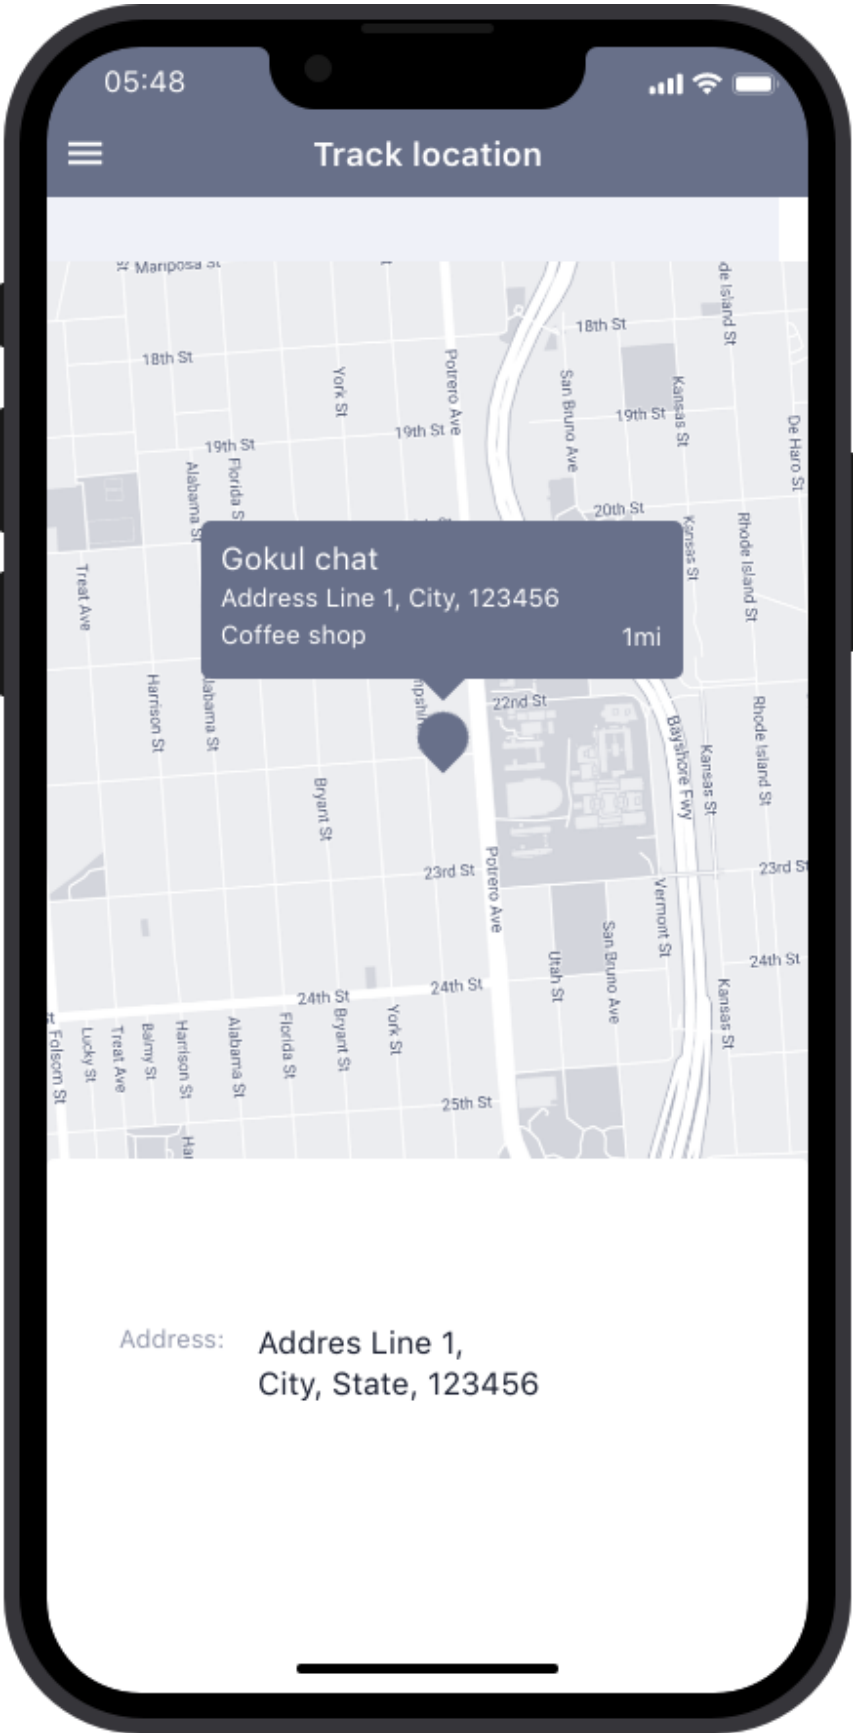 05:48
Track location
Mariposa St
de Island St
18th St
18th St
York St
Potrero Ave
San Bruno Ave
Kansas St
19th St
19th St
19th St
De Haro St
Alabama St
Florida S
20th St
Kansas St
Rhode Island St
Gokul chat
Address Line 1, City, 123456
Coffee shop 1mi
Treat Ave
Harrison St
labama St
22nd St
Bayshore Fwy
Kansas St
Rhode Island St
Bryant St
23rd St
Potrero Ave
23rd St
Vermont St
San Bruno Ave
Utah St
24th St
24th St
24th St
Kansas St
Folsom St
Lucky St
Treat Ave
Balmy St
Harrison St
Alabama St
Florida St
Bryant St
York St
25th St
Har
Address: Addres Line 1,
City, State, 123456